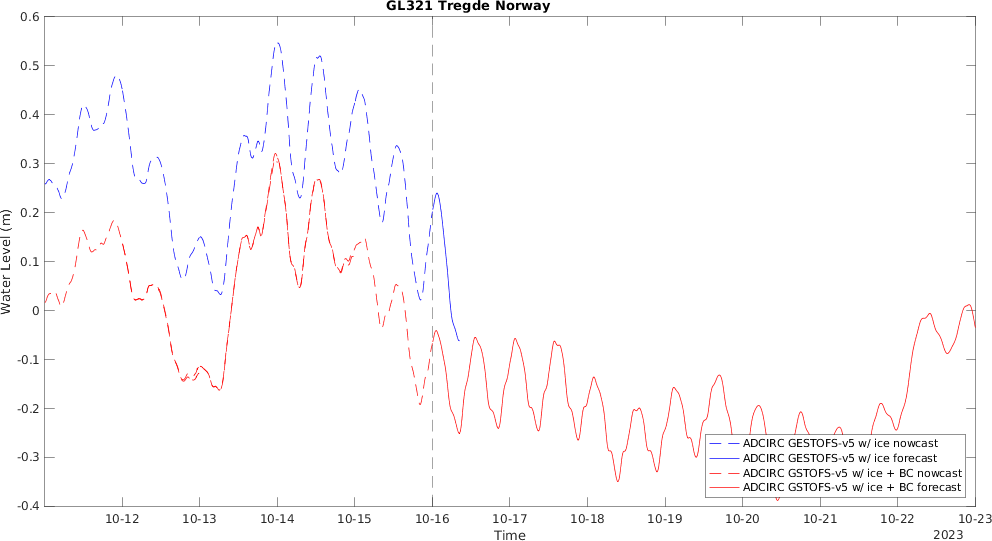 GL321 Tregde Norway
0.6
0.5
0.4
0.3
0.2
0.1
0
-0.1
-0.2
-0.3
-0.4
Water Level (m)
ADCIRC GESTOFS-v5 w/ ice nowcast
ADCIRC GESTOFS-v5 w/ ice forecast
ADCIRC GSTOFS-v5 w/ ice + BC nowcast
ADCIRC GSTOFS-v5 w/ ice + BC forecast
10-12 10-13 10-14 10-15 10-16 10-17 10-18 10-19 10-20 10-21 10-22 10-23
Time
2023